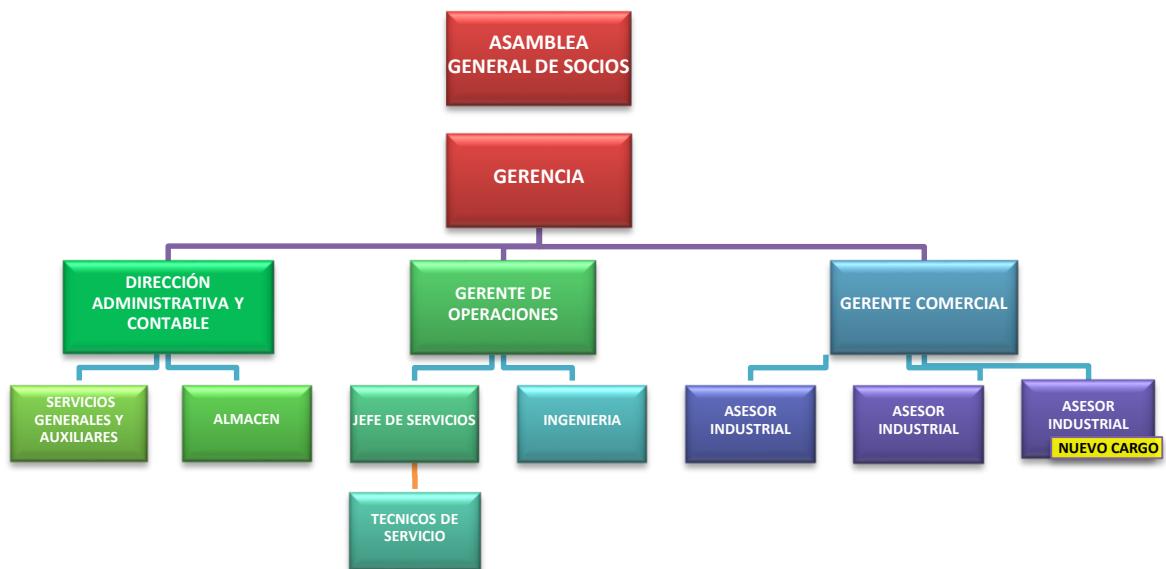 ASAMBLEA
GENERAL DE SOCIOS
GERENCIA
DIRECCIÓN
ADMINISTRATIVA Y
CONTABLE
GERENTE DE
OPERACIONES
GERENTE COMERCIAL
SERVICIOS
GENERALES Y
AUXILIARES
ALMACEN
JEFE DE SERVICIOS
INGENIERIA
ASESOR
INDUSTRIAL
ASESOR
INDUSTRIAL
ASESOR
INDUSTRIAL
NUEVO CARGO
TECNICOS DE
SERVICIO